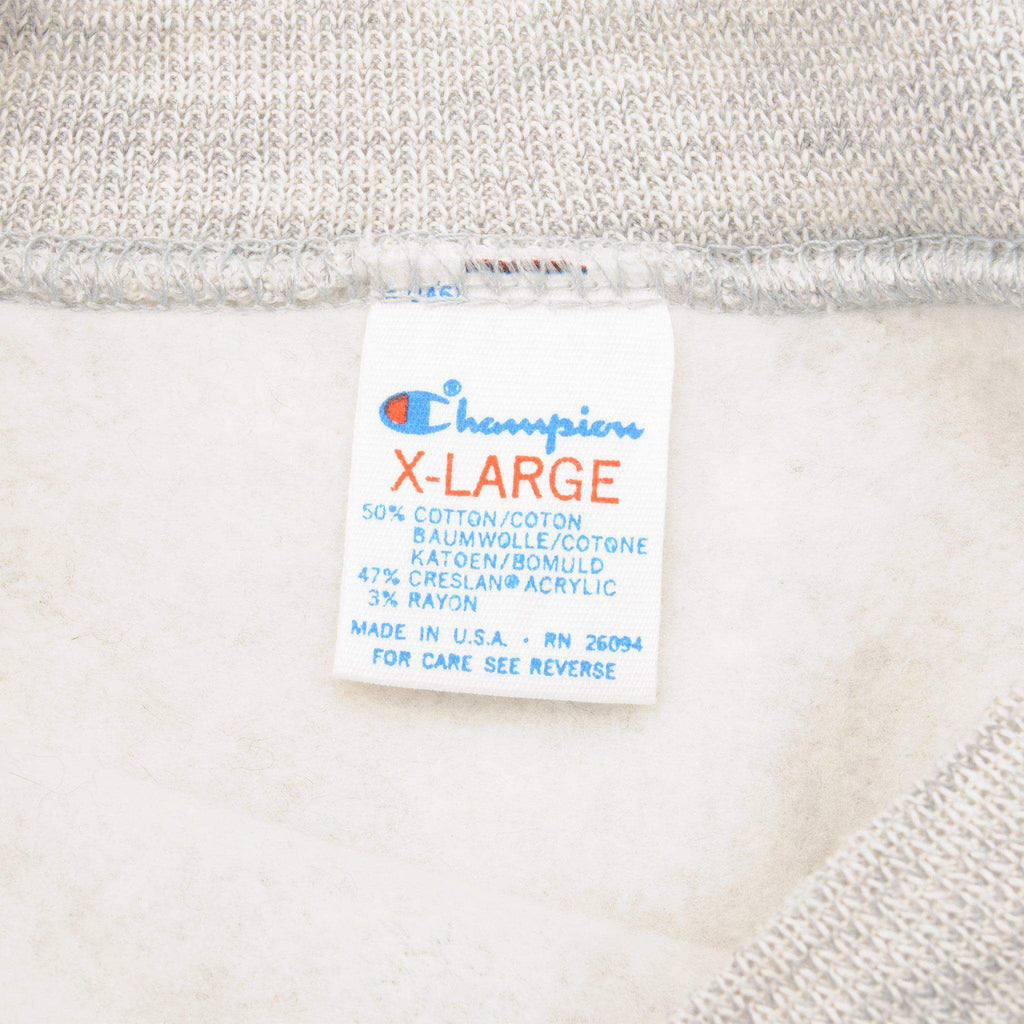 Champion®
X-LARGE
50% COTTON/COTON
BAUMWOLLE/COTONE
KATOEN/BOMULD
47% CRESLAN® ACRYLIC
3% RAYON
MADE IN U.S.A. · RN 26094
FOR CARE SEE REVERSE